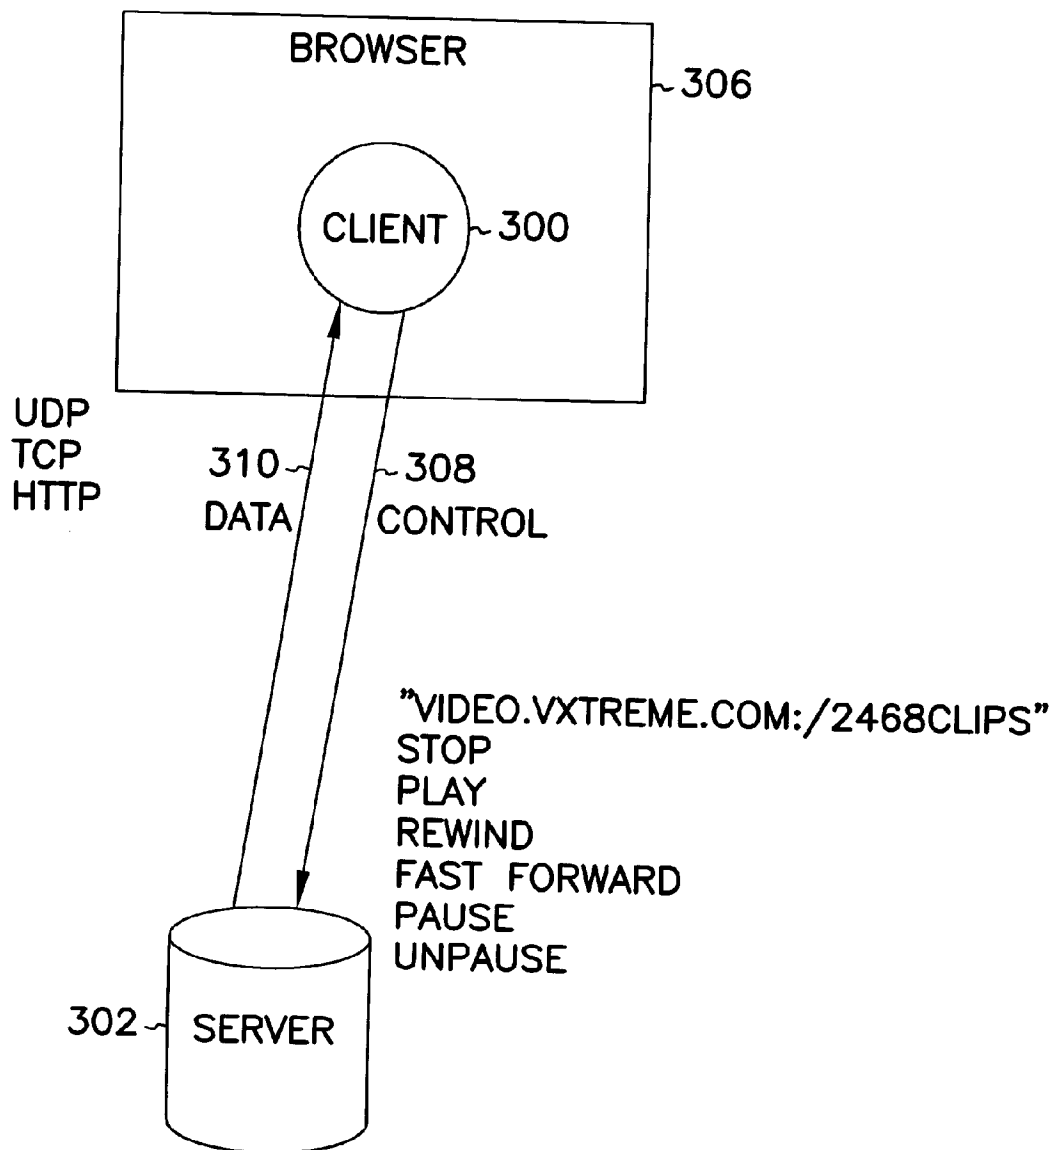 BROWSER
306
CLIENT
300
UDP
TCP
HTTP
310
308
DATA
CONTROL
"VIDEO.VXTREME.COM:/2468CLIPS"
STOP
PLAY
REWIND
FAST FORWARD
PAUSE
UNPAUSE
302
SERVER